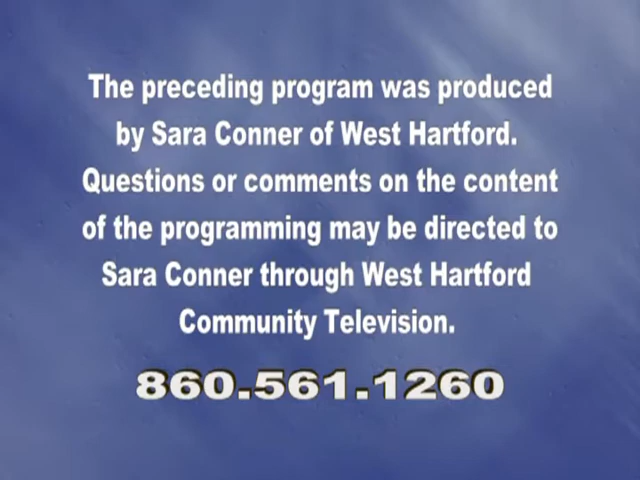 The preceding program was produced
by Sara Conner of West Hartford.
Questions or comments on the content
of the programming may be directed to
Sara Conner through West Hartford
Community Television.
860.561.1260